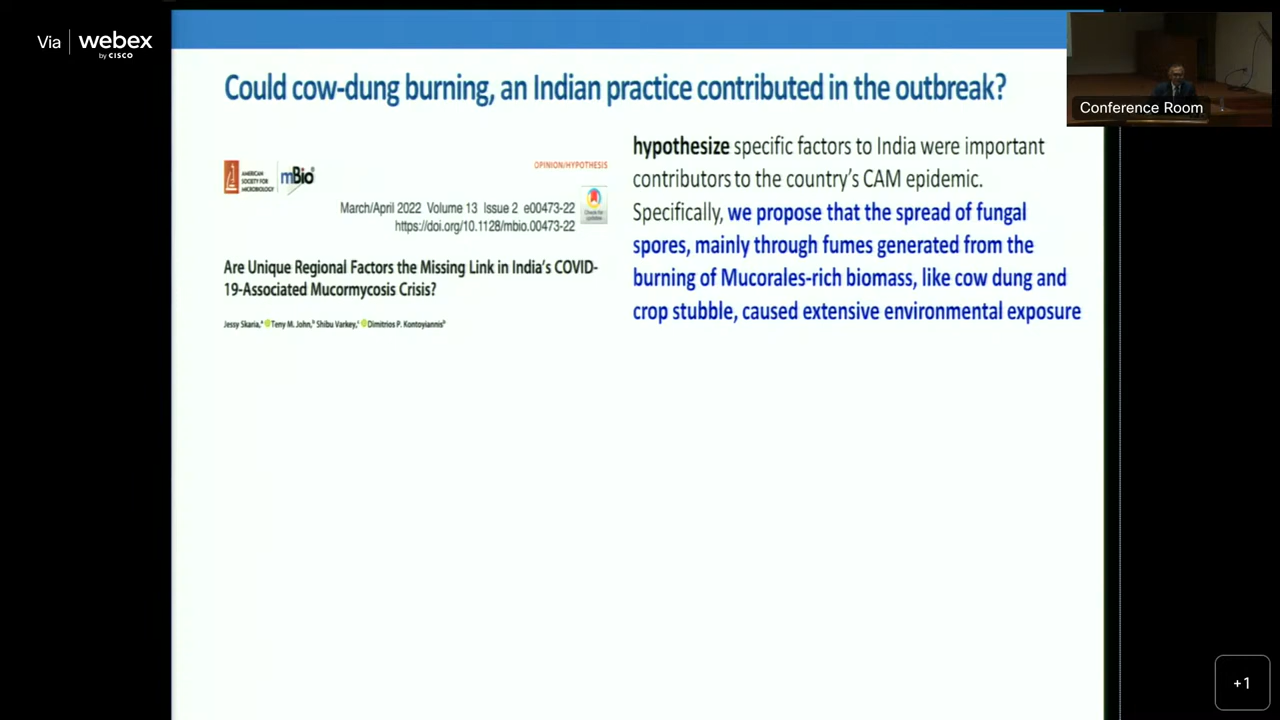 Via webex
by CISCO
Conference Room
Could cow-dung burning, an Indian practice contributed in the outbreak?
AMERICAN
SOCIETY FOR
MICROBIOLOGY
mBio
OPINION/HYPOTHESIS
March/April 2022 Volume 13 Issue 2 e00473-22
https://doi.org/10.1128/mbio.00473-22
Check for
updates
Are Unique Regional Factors the Missing Link in India's COVID-
19-Associated Mucormycosis Crisis?
Jessy Skaria,ª Teny M. John,ᵇ Shibu Varkey,ᶜ Dimitrios P. Kontoyiannisᵇ
hypothesize specific factors to India were important
contributors to the country's CAM epidemic.
Specifically, we propose that the spread of fungal
spores, mainly through fumes generated from the
burning of Mucorales-rich biomass, like cow dung and
crop stubble, caused extensive environmental exposure
+1